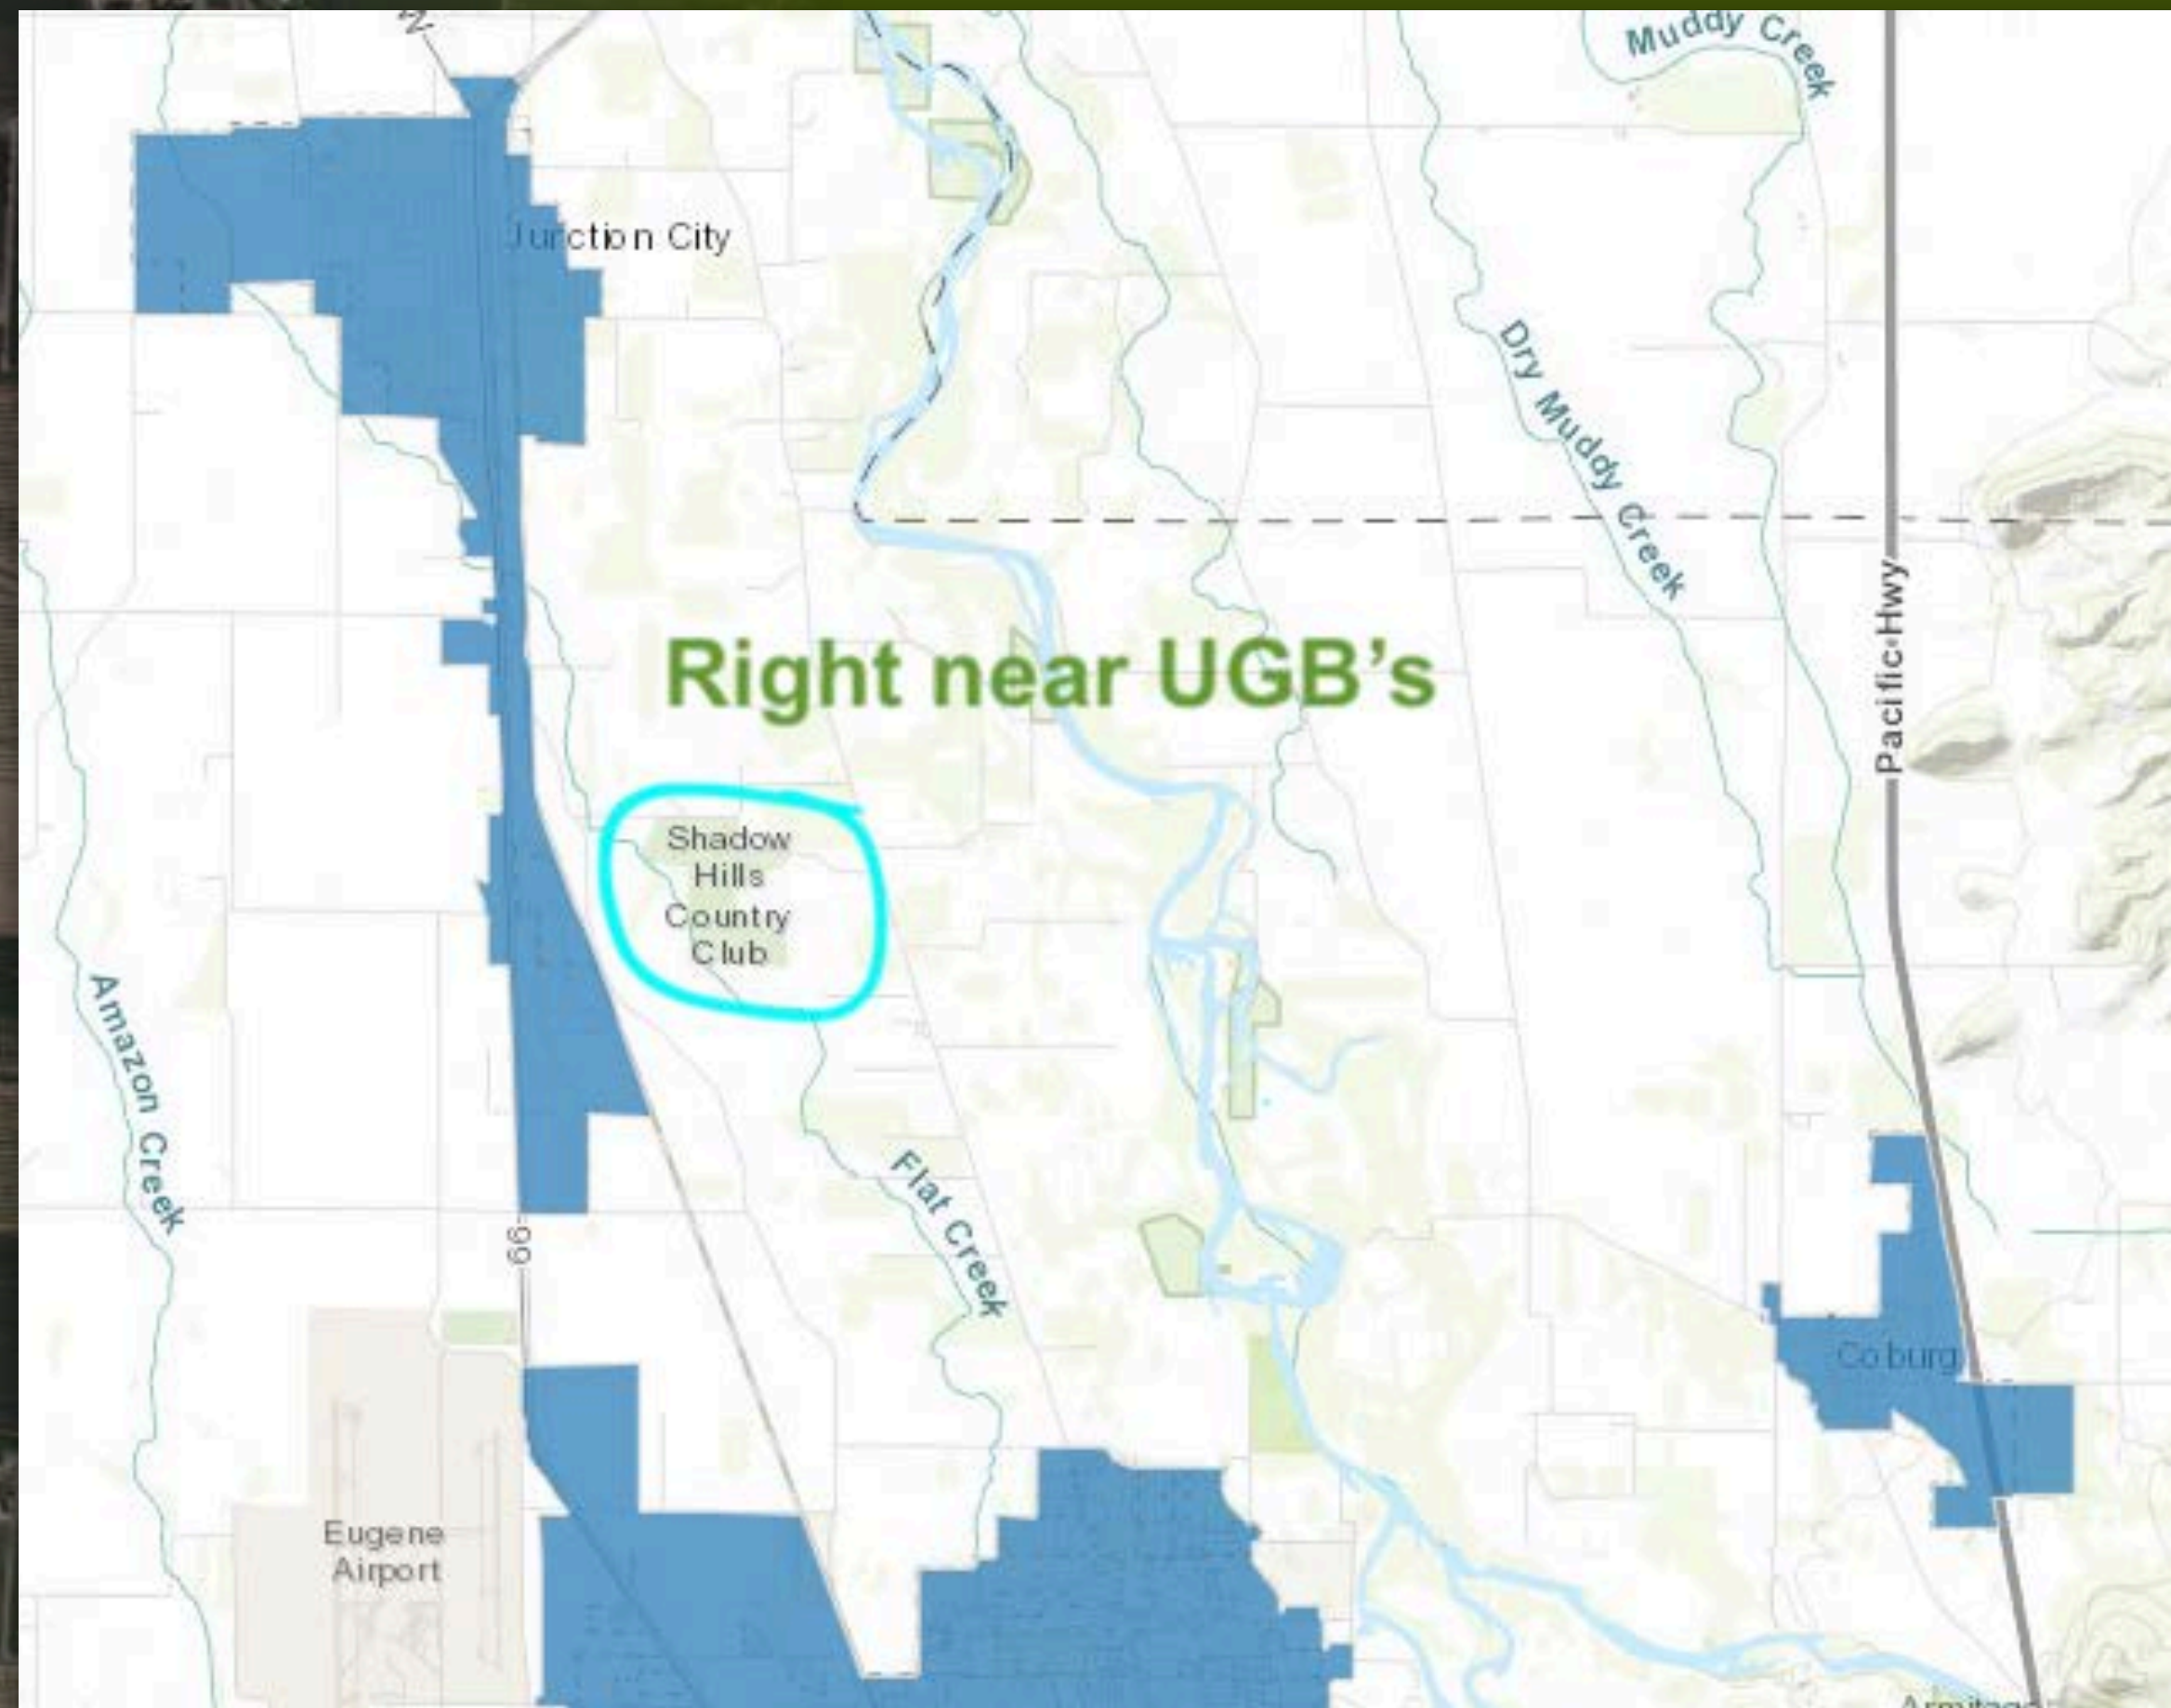 Muddy Creek
Junction City
Dry Muddy Creek
Pacific Hwy
Right near UGB's
Shadow
Hills
Country
Club
Amazon Creek
Flat Creek
99
Coburg
Eugene
Airport